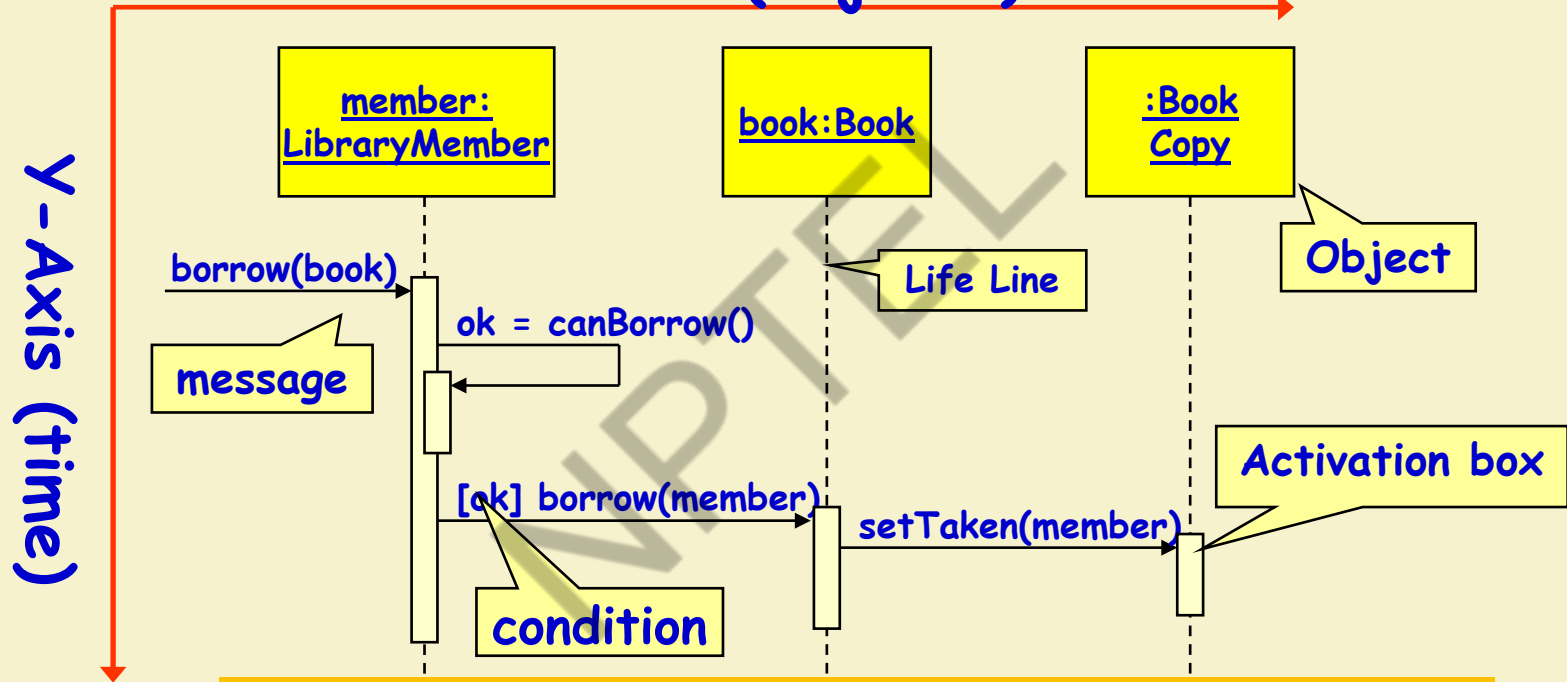 member:
LibraryMember
book:Book
:Book
Copy
Object
Life Line
borrow(book)
ok = canBorrow()
message
Activation box
[ok] borrow(member)
setTaken(member)
condition
Y-Axis (time)
NPTEL